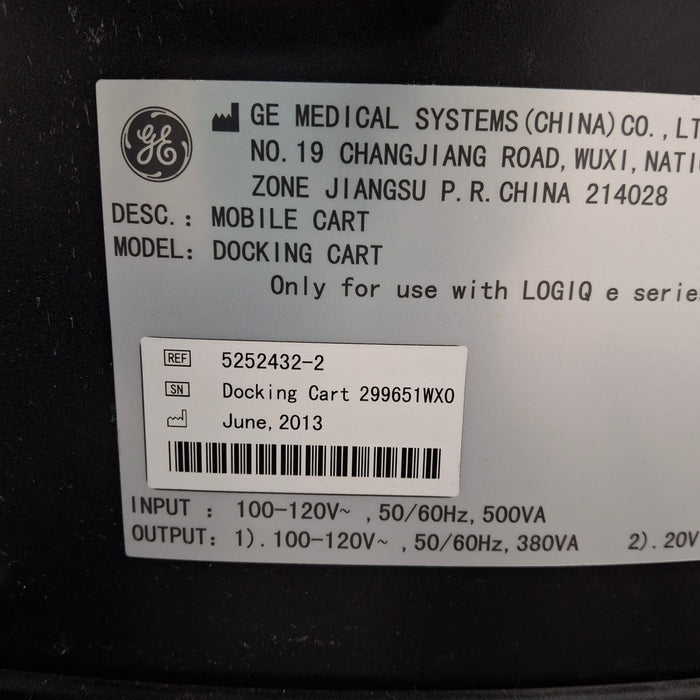 GE
GE MEDICAL SYSTEMS(CHINA)CO.,LT
NO.19 CHANGJIANG ROAD,WUXI,NATI
ZONE JIANGSU P.R.CHINA 214028
DESC.: MOBILE CART
MODEL: DOCKING CART
Only for use with LOGIQ e serie
REF 5252432-2
SN Docking Cart 299651WX0
June,2013
INPUT : 100-120V~ ,50/60Hz,500VA
OUTPUT: 1).100-120V~ ,50/60Hz,380VA 2).20V